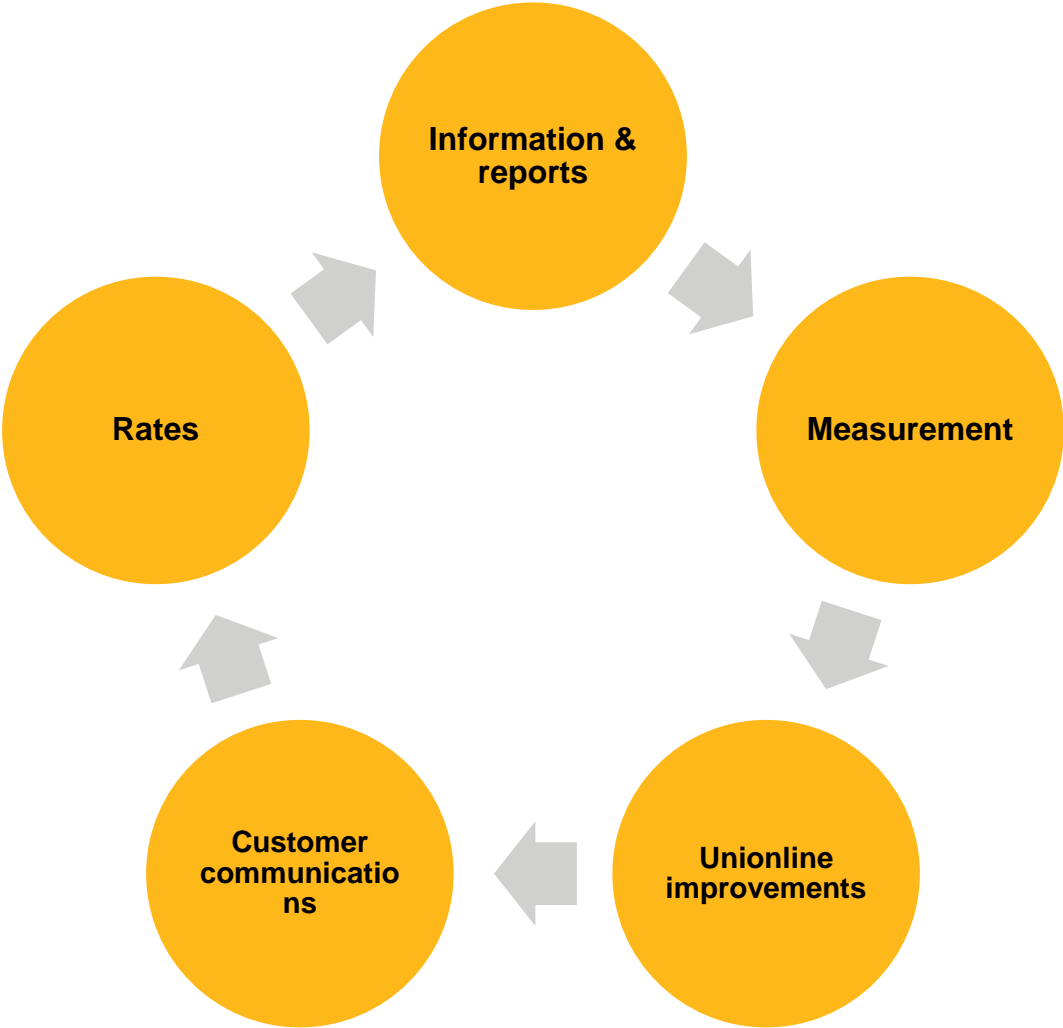 Information &
reports
Measurement
Unionline
improvements
Customer
communicatio
ns
Rates